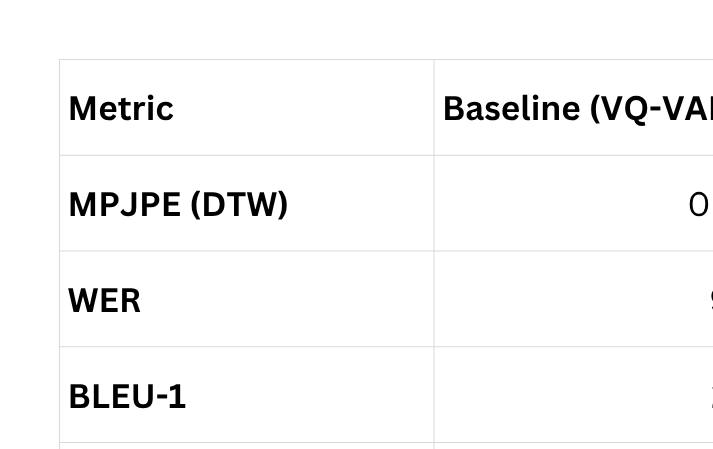 Metric
Baseline (VQ-VA
MPJPE (DTW)
0
WER
BLEU-1